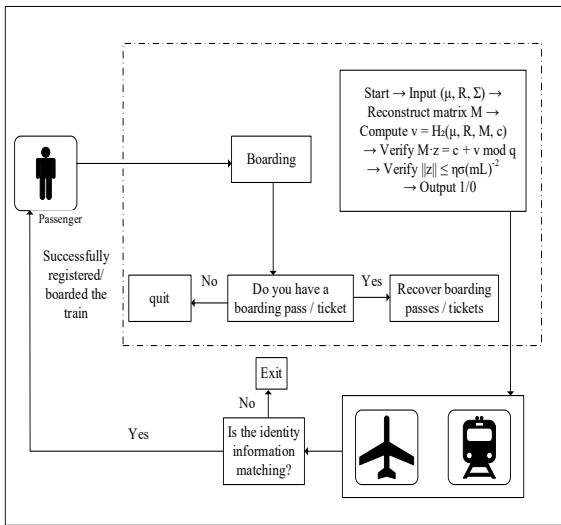 Start → Input (μ, R, Σ) →
Reconstruct matrix M →
Compute v = H₂(μ, R, M, c)
→ Verify M·z = c + v mod q
→ Verify ||z|| ≤ ησ(mL)⁻²
→ Output 1/0
Passenger
Boarding
Successfully
registered/
boarded the
train
quit
No
Do you have a
boarding pass / ticket
Yes
Recover boarding
passes / tickets
Exit
No
Yes
Is the identity
information
matching?